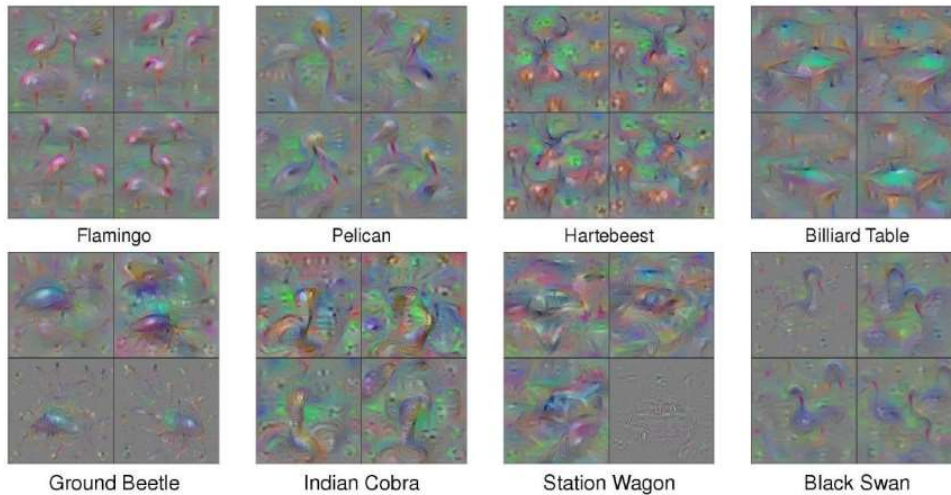 Flamingo
Pelican
Hartebeest
Billiard Table
Ground Beetle
Indian Cobra
Station Wagon
Black Swan